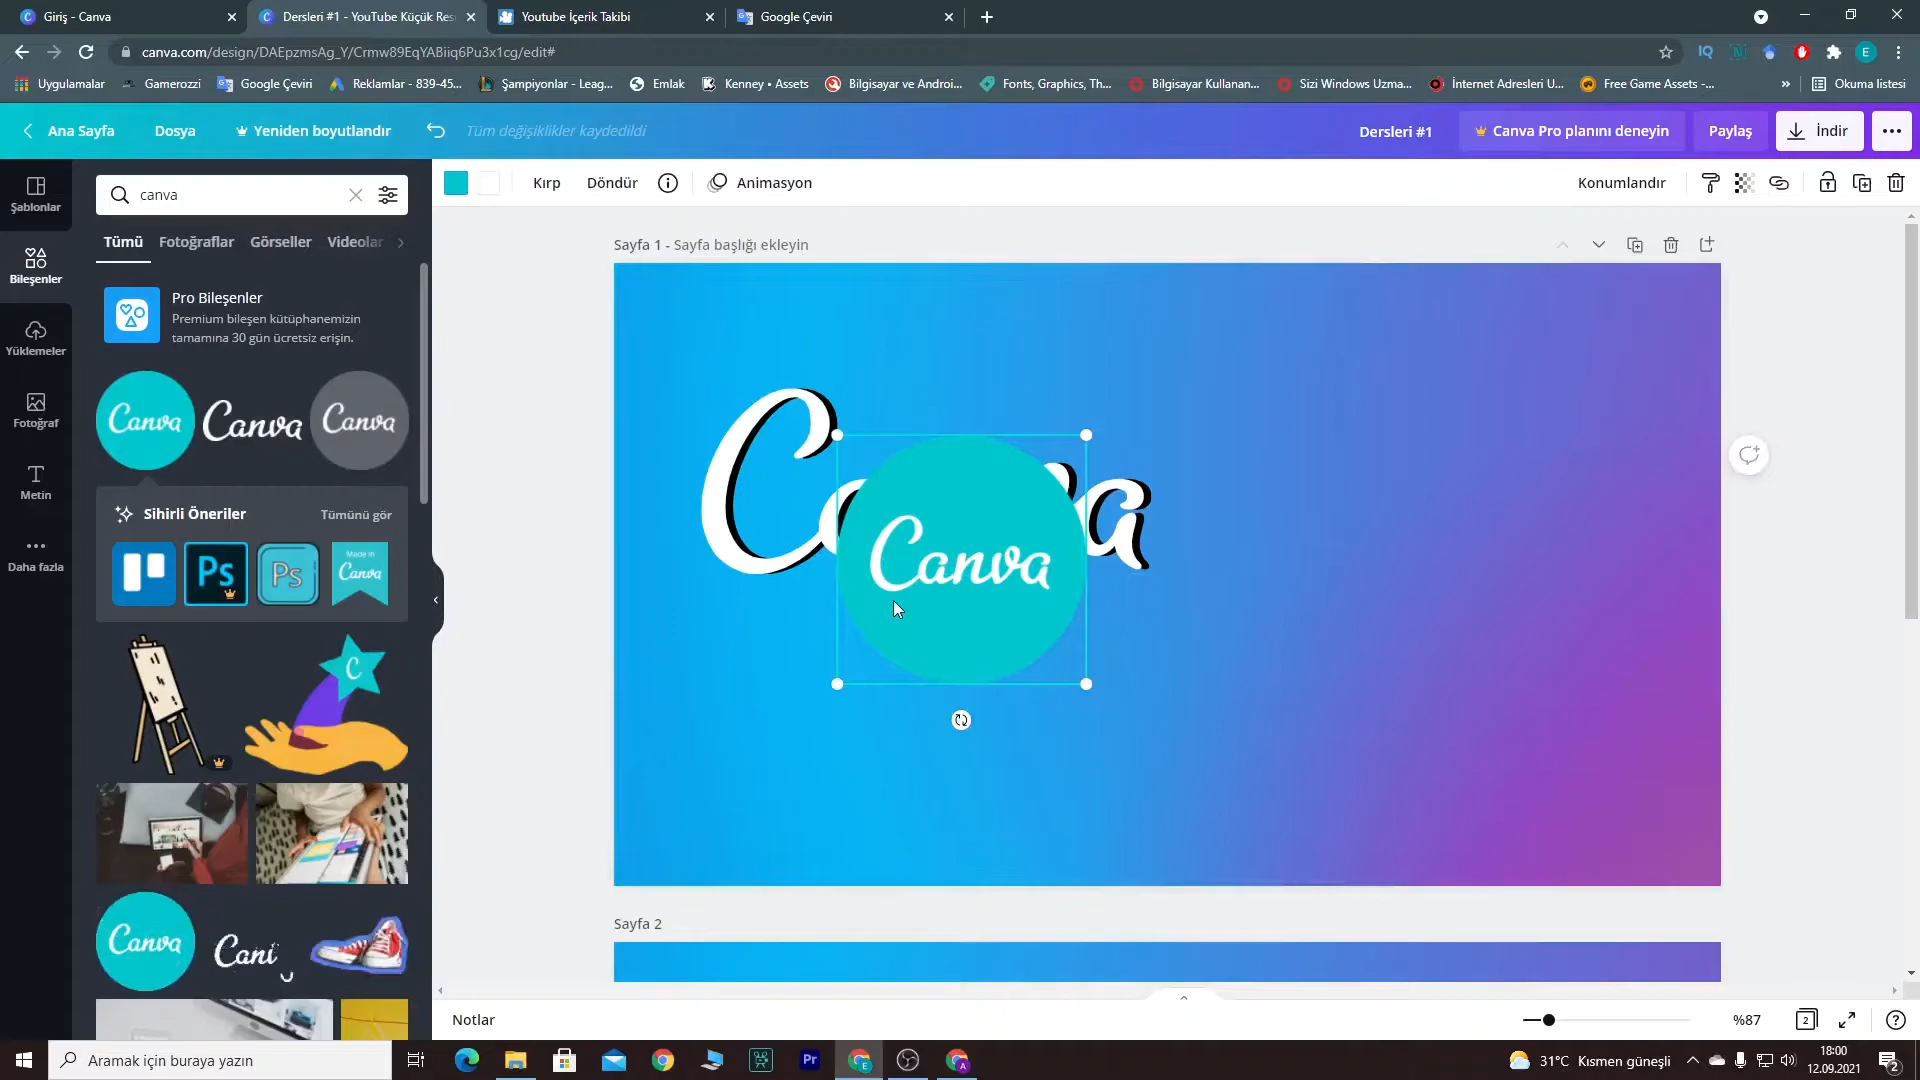 Giriş - Canva
Dersleri #1 - YouTube Küçük Res
Youtube İçerik Takibi
Google Çeviri
canva.com/design/DAEpzmsAg_Y/Crmw89EqYABiiq6Pu3x1cg/edit#
Uygulamalar
Gamerozzi
Google Çeviri
Reklamlar - 839-45...
Şampiyonlar - Leag...
Emlak
Kenney • Assets
Bilgisayar ve Androi...
Fonts, Graphics, Th...
Bilgisayar Kullanan...
Sizi Windows Uzma...
İnternet Adresleri U...
Free Game Assets -...
Okuma listesi
Ana Sayfa
Dosya
Yeniden boyutlandır
Tüm değişiklikler kaydedildi
Dersleri #1
Canva Pro planını deneyin
Paylaş
İndir
Şablonlar
Bileşenler
Yüklemeler
Fotoğraf
Metin
Daha fazla
canva
Tümü
Fotoğraflar
Görseller
Videolar
Pro Bileşenler
Premium bileşen kütüphanemizin
tamamına 30 gün ücretsiz erişin.
Canva
Canva
Canva
Sihirli Öneriler
Tümünü gör
Ps
Ps
Made in
Canva
C
Canva
Kırp
Döndür
Animasyon
Konumlandır
Sayfa 1 - Sayfa başlığı ekleyin
Canva
Sayfa 2
Notlar
%87
2
Aramak için buraya yazın
Pr
31°C Kısmen güneşli
18:00
12.09.2021
2